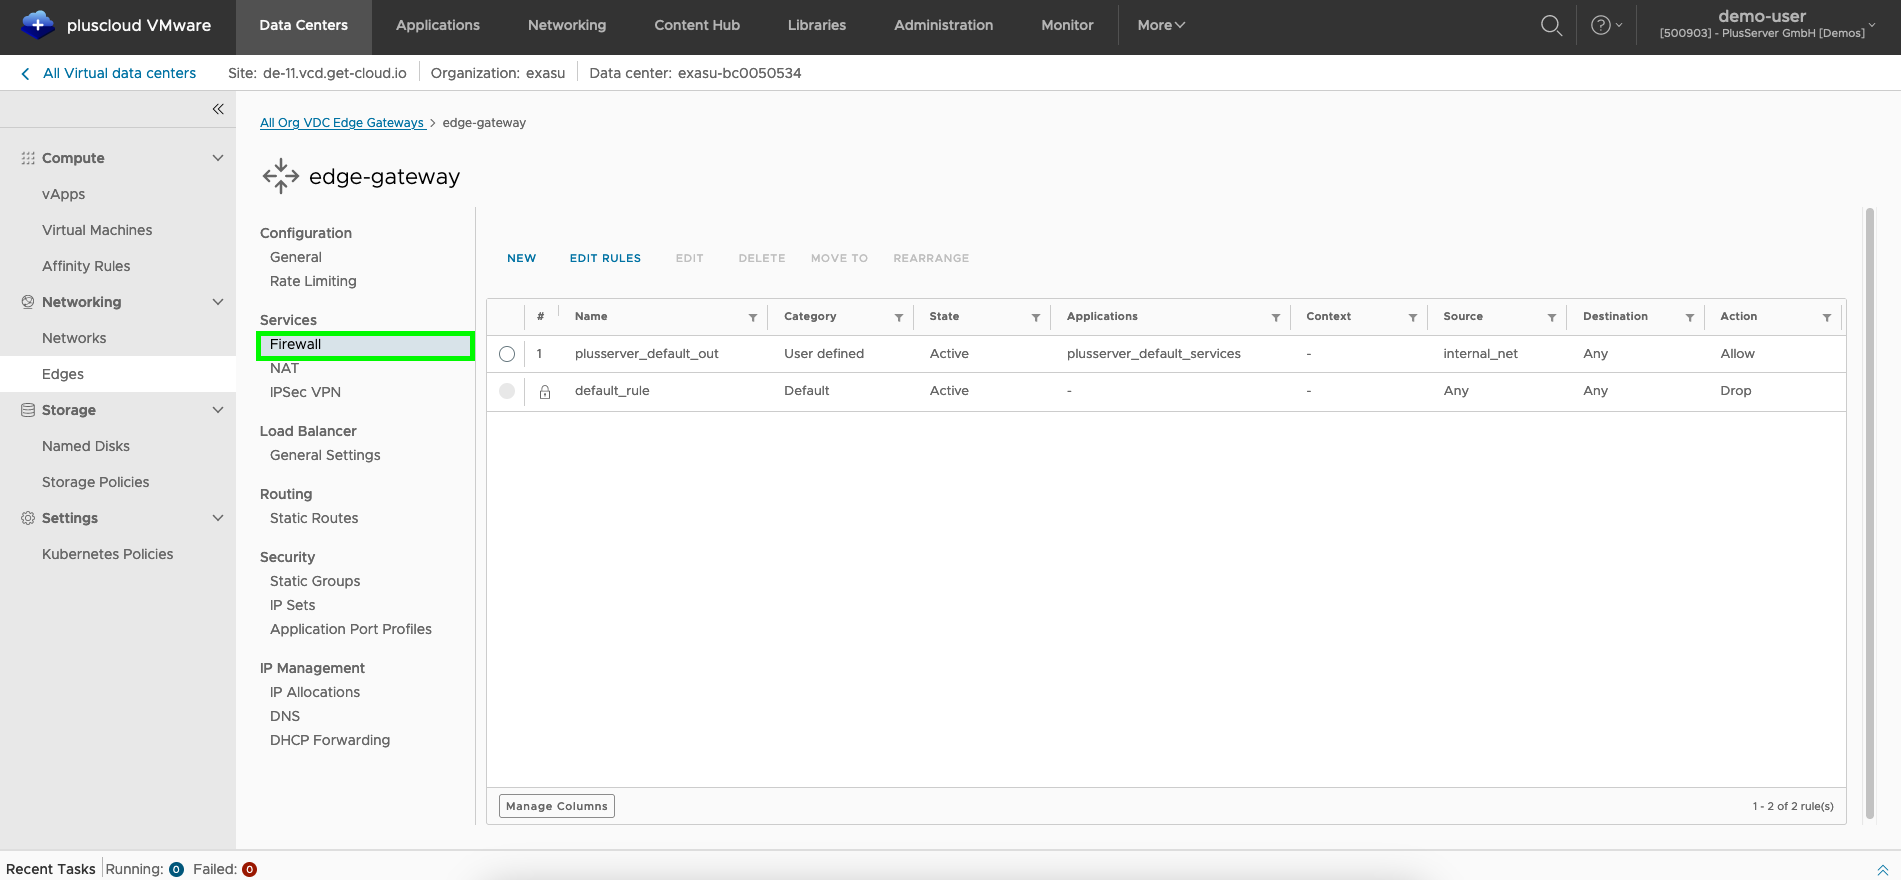 pluscloud VMware
Data Centers
Applications
Networking
Content Hub
Libraries
Administration
Monitor
More
demo-user
[500903] - PlusServer GmbH [Demos]
All Virtual data centers
Site: de-11.vcd.get-cloud.io
Organization: exasu
Data center: exasu-bc0050534
Compute
vApps
Virtual Machines
Affinity Rules
Networking
Networks
Edges
Storage
Named Disks
Storage Policies
Settings
Kubernetes Policies
All Org VDC Edge Gateways > edge-gateway
edge-gateway
Configuration
General
Rate Limiting
Services
Firewall
NAT
IPSec VPN
Load Balancer
General Settings
Routing
Static Routes
Security
Static Groups
IP Sets
Application Port Profiles
IP Management
IP Allocations
DNS
DHCP Forwarding
NEW EDIT RULES EDIT DELETE MOVE TO REARRANGE
# Name Category State Applications Context Source Destination Action
1 plusserver_default_out User defined Active plusserver_default_services - internal_net Any Allow
default_rule Default Active - - Any Any Drop
Manage Columns
1 - 2 of 2 rule(s)
Recent Tasks Running: 0 Failed: 0